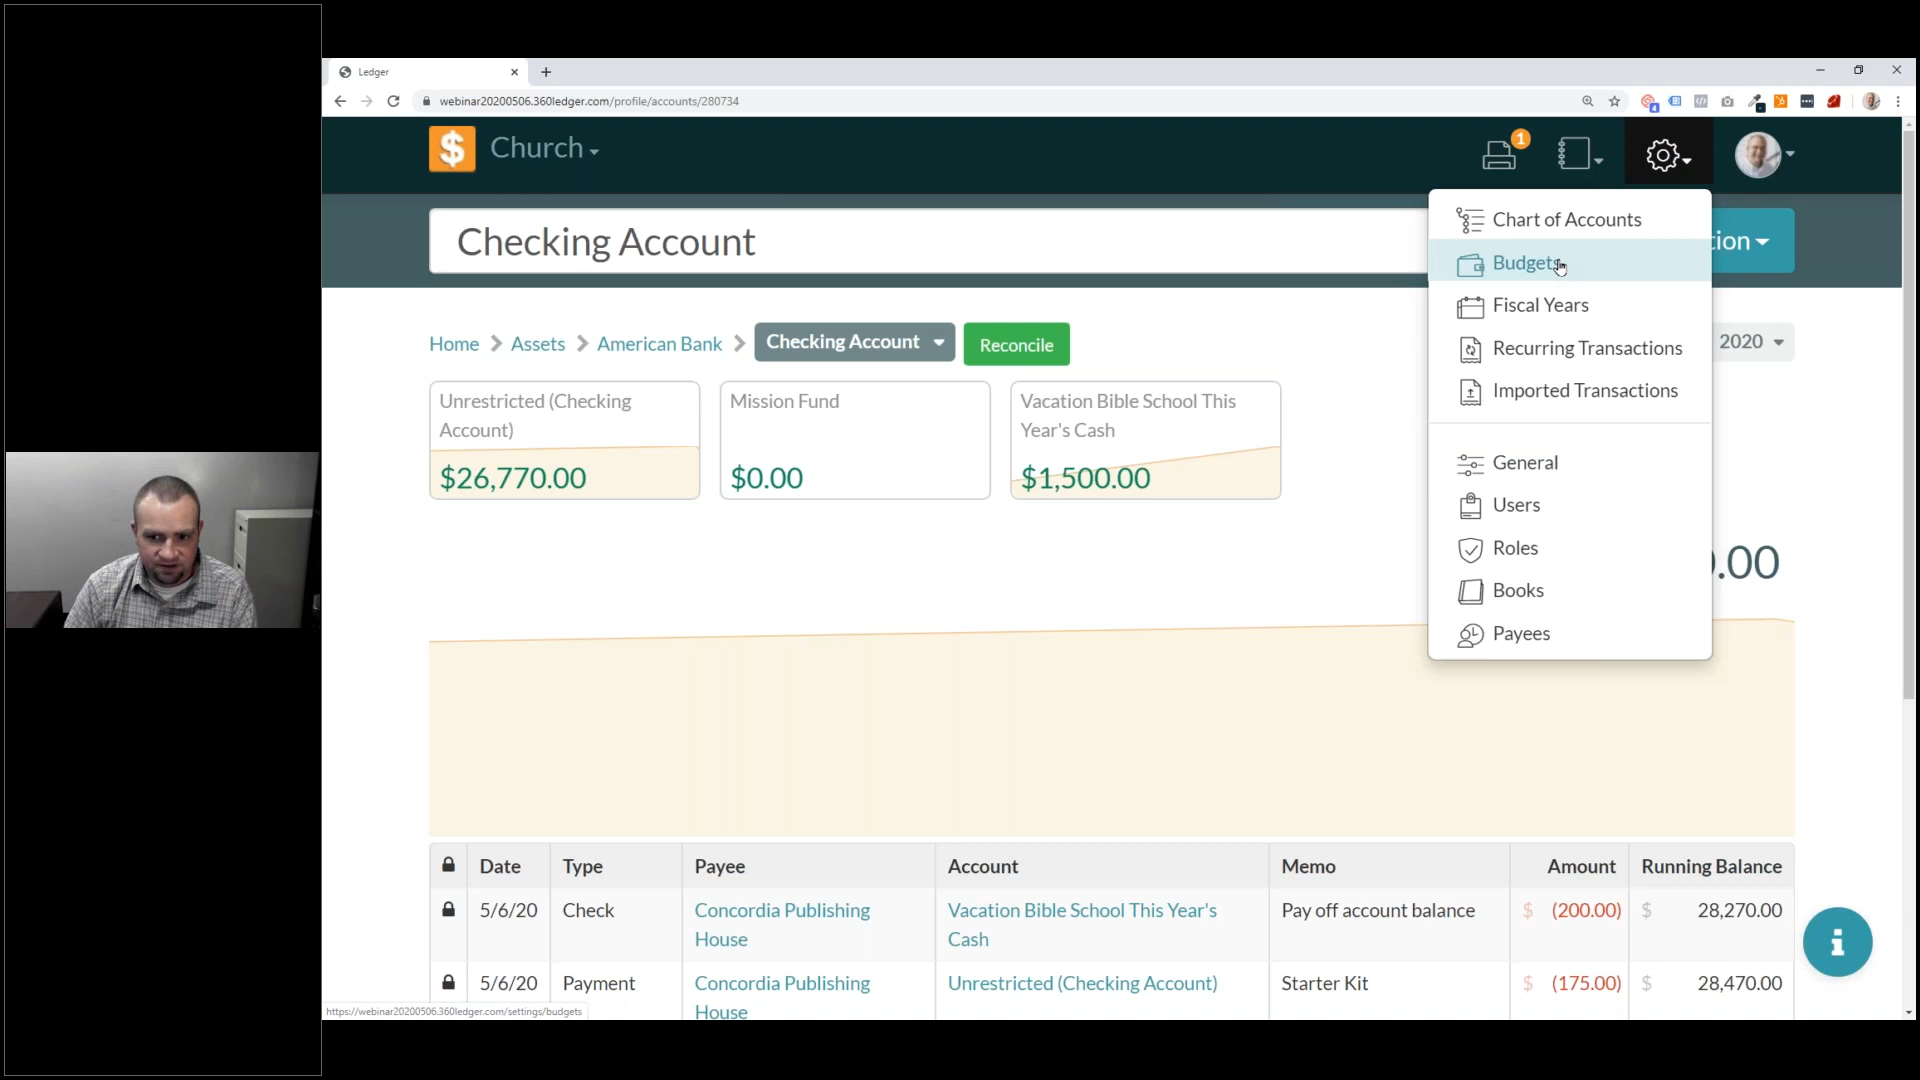 Ledger
webinar20200506.360ledger.com/profile/accounts/280734
$ Church
1
4
Checking Account
tion
Chart of Accounts
Budgets
Fiscal Years
Recurring Transactions
Imported Transactions
General
Users
Roles
Books
Payees
Home
Assets
American Bank
Checking Account
Reconcile
2020
Unrestricted (Checking
Account)
$26,770.00
Mission Fund
$0.00
Vacation Bible School This
Year's Cash
$1,500.00
.00
Date Type Payee Account Memo Amount Running Balance
5/6/20 Check Concordia Publishing Vacation Bible School This Year's Pay off account balance $ (200.00) $ 28,270.00
House Cash
5/6/20 Payment Concordia Publishing Unrestricted (Checking Account) Starter Kit $ (175.00) $ 28,470.00
House
i
https://webinar20200506.360ledger.com/settings/budgets